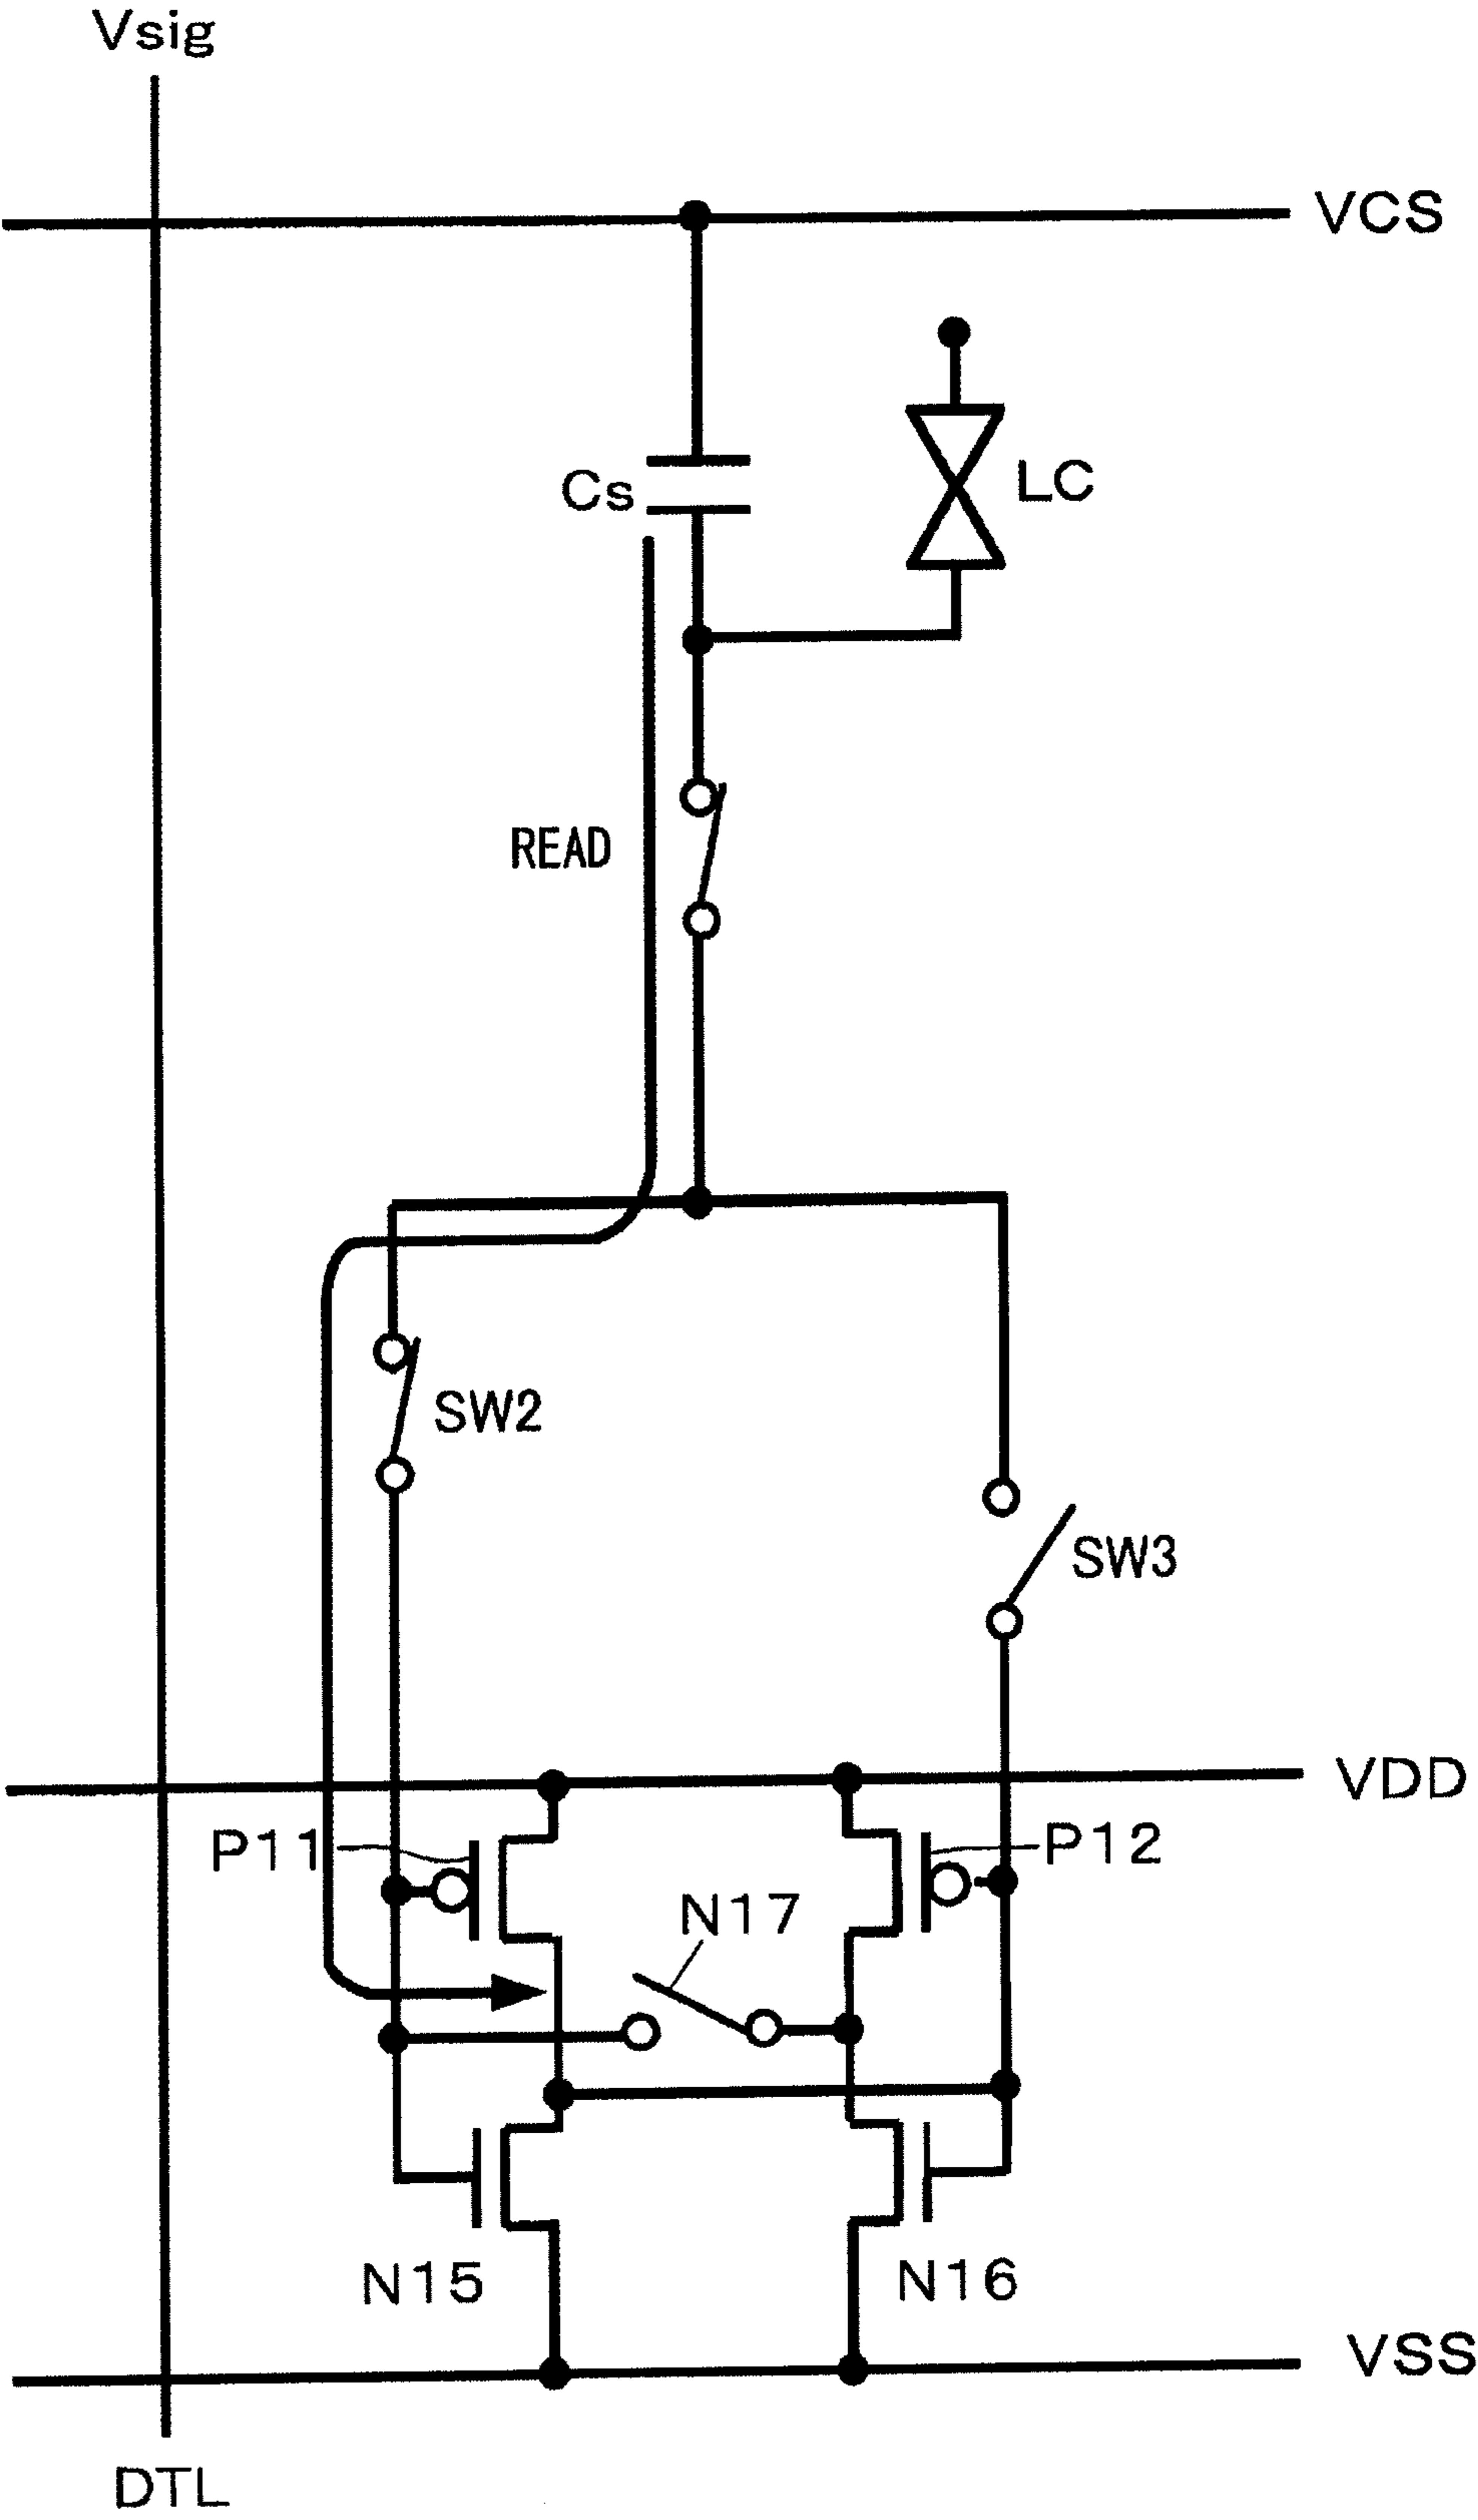 Vsig
VCS
Cs
LC
READ
SW2
SW3
VDD
P11
P12
N17
N15
N16
VSS
DTL